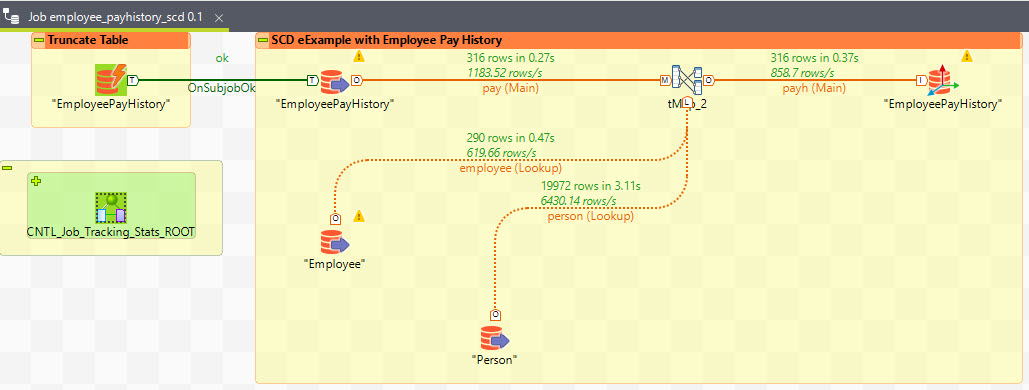 Job employee_payhistory_scd 0.1
Truncate Table
SCD eExample with Employee Pay History
ok
OnSubjobOk
"EmployeePayHistory"
T
T
O
"EmployeePayHistory"
316 rows in 0.27s
1183.52 rows/s
pay (Main)
M
O
316 rows in 0.37s
858.7 rows/s
payh (Main)
I
"EmployeePayHistory"
290 rows in 0.47s
619.66 rows/s
employee (Lookup)
19972 rows in 3.11s
6430.14 rows/s
person (Lookup)
CNTL_Job_Tracking_Stats_ROOT
O
"Employee"
O
"Person"